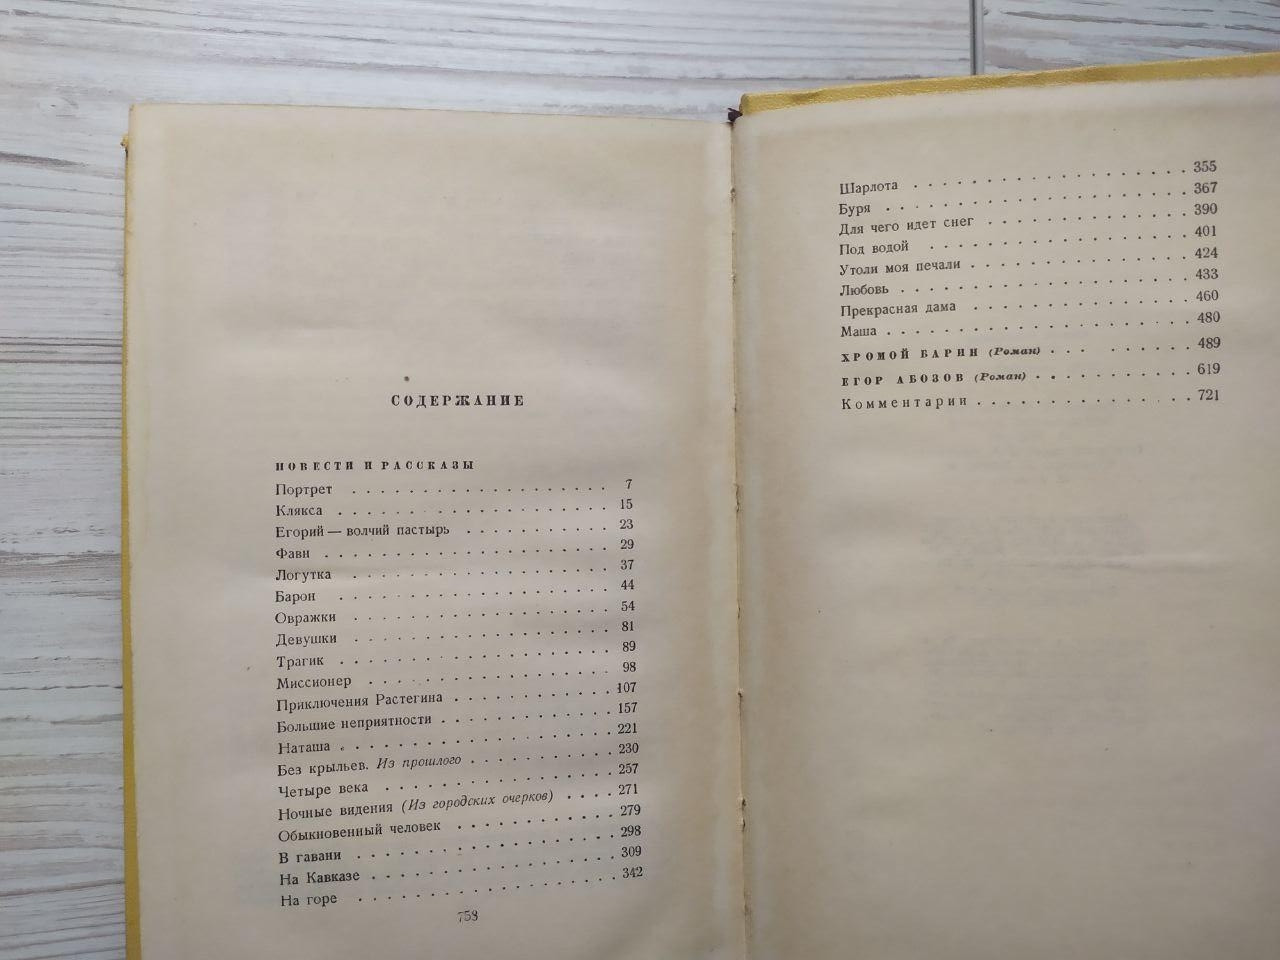 СОДЕРЖАНИЕ
ПОВЕСТИ И РАССКАЗЫ
Портрет . . . . . . . . . . . . . . . . . . 7
Клякса . . . . . . . . . . . . . . . . . . 15
Егорий — волчий пастырь . . . . . . . . . . 23
Фавн . . . . . . . . . . . . . . . . . . . 29
Логутка . . . . . . . . . . . . . . . . . . 37
Барон . . . . . . . . . . . . . . . . . . . 44
Овражки . . . . . . . . . . . . . . . . . . 54
Девушки . . . . . . . . . . . . . . . . . . 81
Трагик . . . . . . . . . . . . . . . . . . 89
Миссионер . . . . . . . . . . . . . . . . . 98
Приключения Растегина . . . . . . . . . . . 107
Большие неприятности . . . . . . . . . . . . 157
Наташа . . . . . . . . . . . . . . . . . . 221
Без крыльев. Из прошлого . . . . . . . . . . 230
Четыре века . . . . . . . . . . . . . . . . 257
Ночные видения (Из городских очерков) . . . . 271
Обыкновенный человек . . . . . . . . . . . . 279
В гавани . . . . . . . . . . . . . . . . . 298
На Кавказе . . . . . . . . . . . . . . . . 309
На горе . . . . . . . . . . . . . . . . . . 342
758
Шарлота . . . . . . . . . . . . . . . . . . 355
Буря . . . . . . . . . . . . . . . . . . . 367
Для чего идет снег . . . . . . . . . . . . . 390
Под водой . . . . . . . . . . . . . . . . . 401
Утоли моя печали . . . . . . . . . . . . . . 424
Любовь . . . . . . . . . . . . . . . . . . 433
Прекрасная дама . . . . . . . . . . . . . . 460
Маша . . . . . . . . . . . . . . . . . . . 480
ХРОМОЙ БАРИН (Роман) . . . . . . . . . . . . 489
ЕГОР АБОЗОВ (Роман) . . . . . . . . . . . . 619
Комментарии . . . . . . . . . . . . . . . . 721